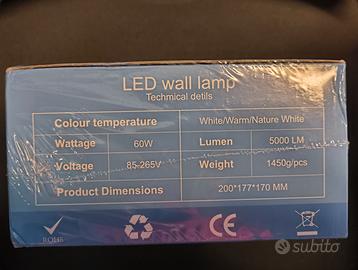 LED wall lamp
Technical detils
Colour temperature White/Warm/Nature White
Wattage 60W Lumen 5000 LM
Voltage 85-265V Weight 1450g/pcs
Product Dimensions 200*177*170 MM
ROHS CE
subito